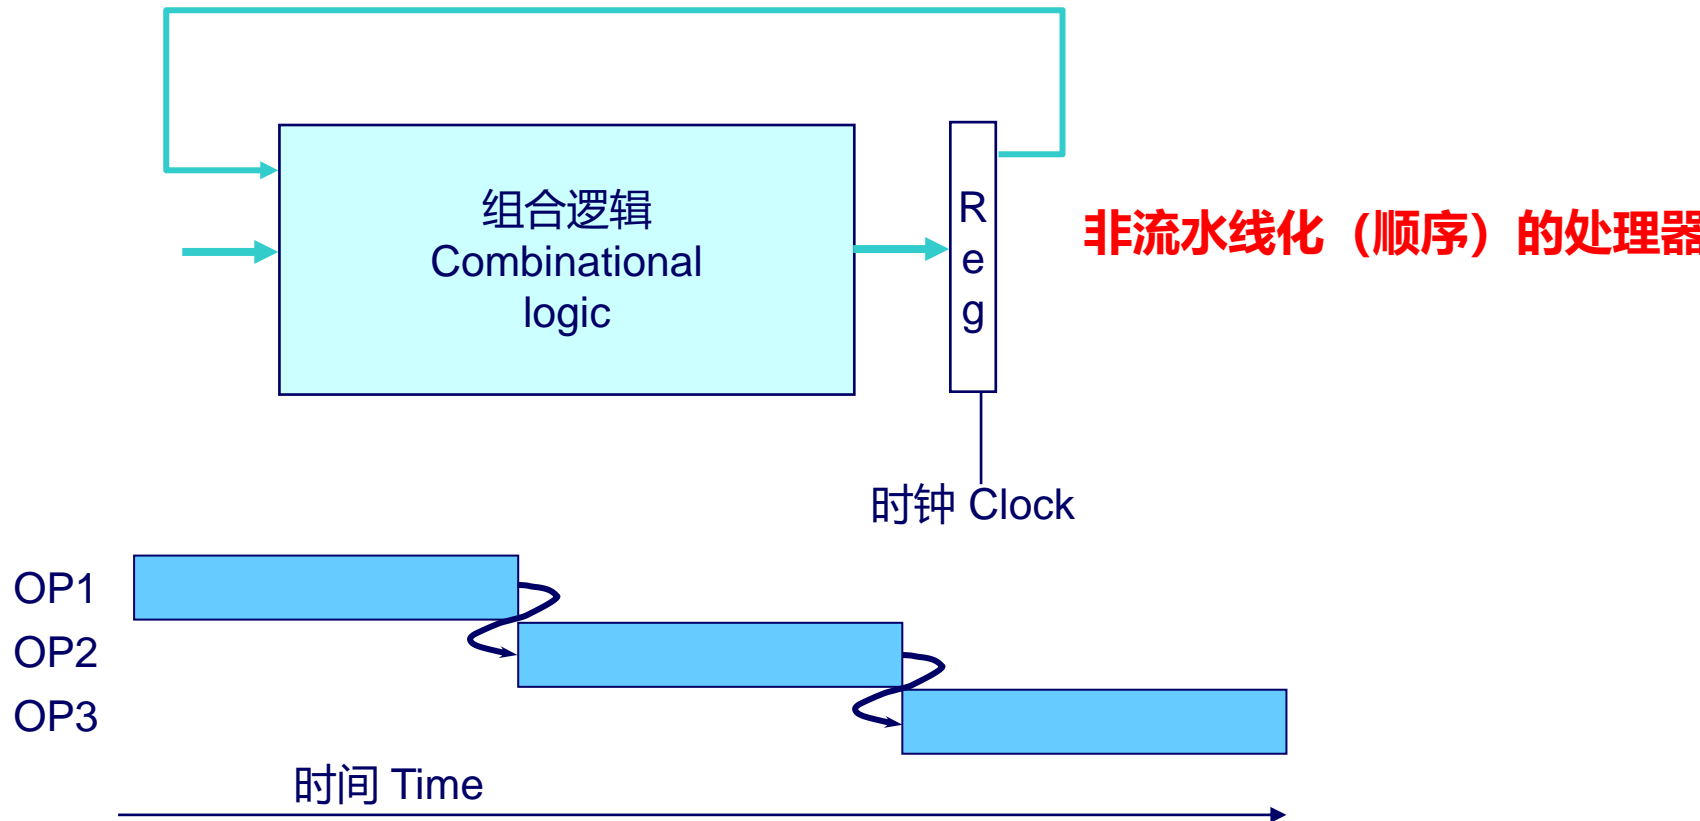 组合逻辑
Combinational
logic
R
e
g
非流水线化（顺序）的处理器
时钟 Clock
OP1
OP2
OP3
时间 Time